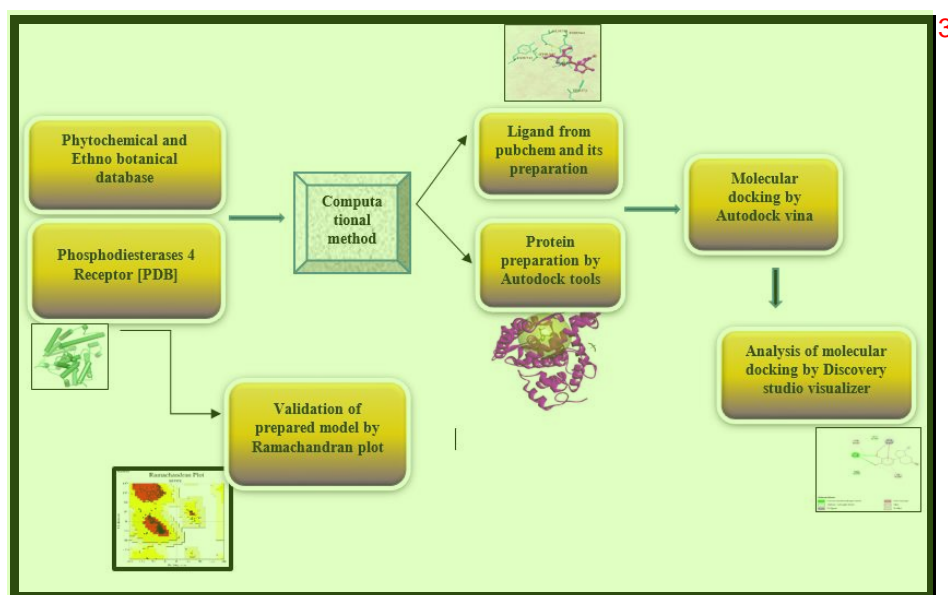 3
Phytochemical and
Ethno botanical
database
Phosphodiesterases 4
Receptor [PDB]
Computa
tional
method
Ligand from
pubchem and its
preparation
Protein
preparation by
Autodock tools
Molecular
docking by
Autodock vina
Analysis of molecular
docking by Discovery
studio visualizer
Validation of
prepared model by
Ramachandran plot
Ramachandran Plot